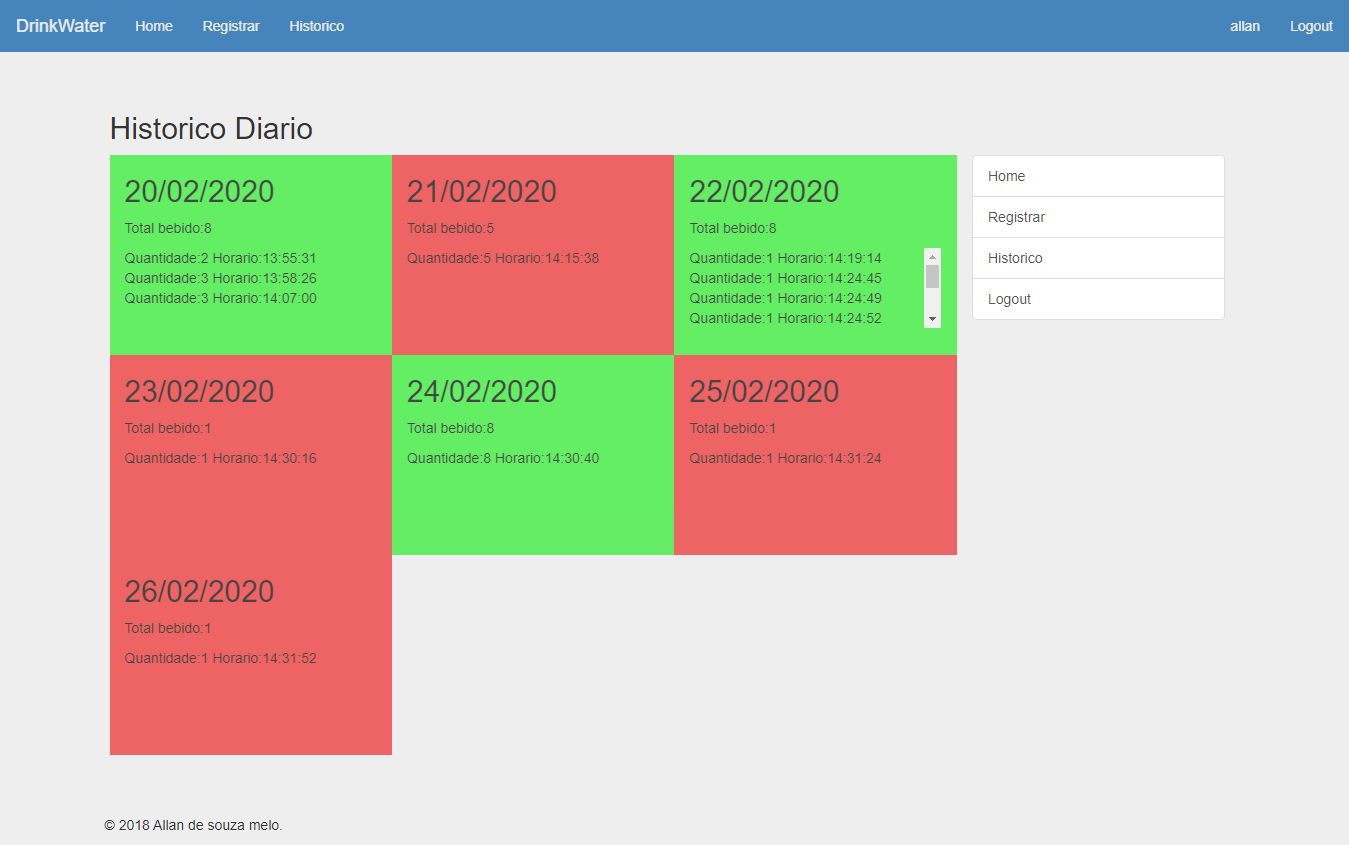 DrinkWater Home Registrar Historico allan Logout
Historico Diario
20/02/2020
Total bebido:8
Quantidade:2 Horario:13:55:31
Quantidade:3 Horario:13:58:26
Quantidade:3 Horario:14:07:00
21/02/2020
Total bebido:5
Quantidade:5 Horario:14:15:38
22/02/2020
Total bebido:8
Quantidade:1 Horario:14:19:14
Quantidade:1 Horario:14:24:45
Quantidade:1 Horario:14:24:49
Quantidade:1 Horario:14:24:52
23/02/2020
Total bebido:1
Quantidade:1 Horario:14:30:16
24/02/2020
Total bebido:8
Quantidade:8 Horario:14:30:40
25/02/2020
Total bebido:1
Quantidade:1 Horario:14:31:24
26/02/2020
Total bebido:1
Quantidade:1 Horario:14:31:52
Home
Registrar
Historico
Logout
© 2018 Allan de souza melo.